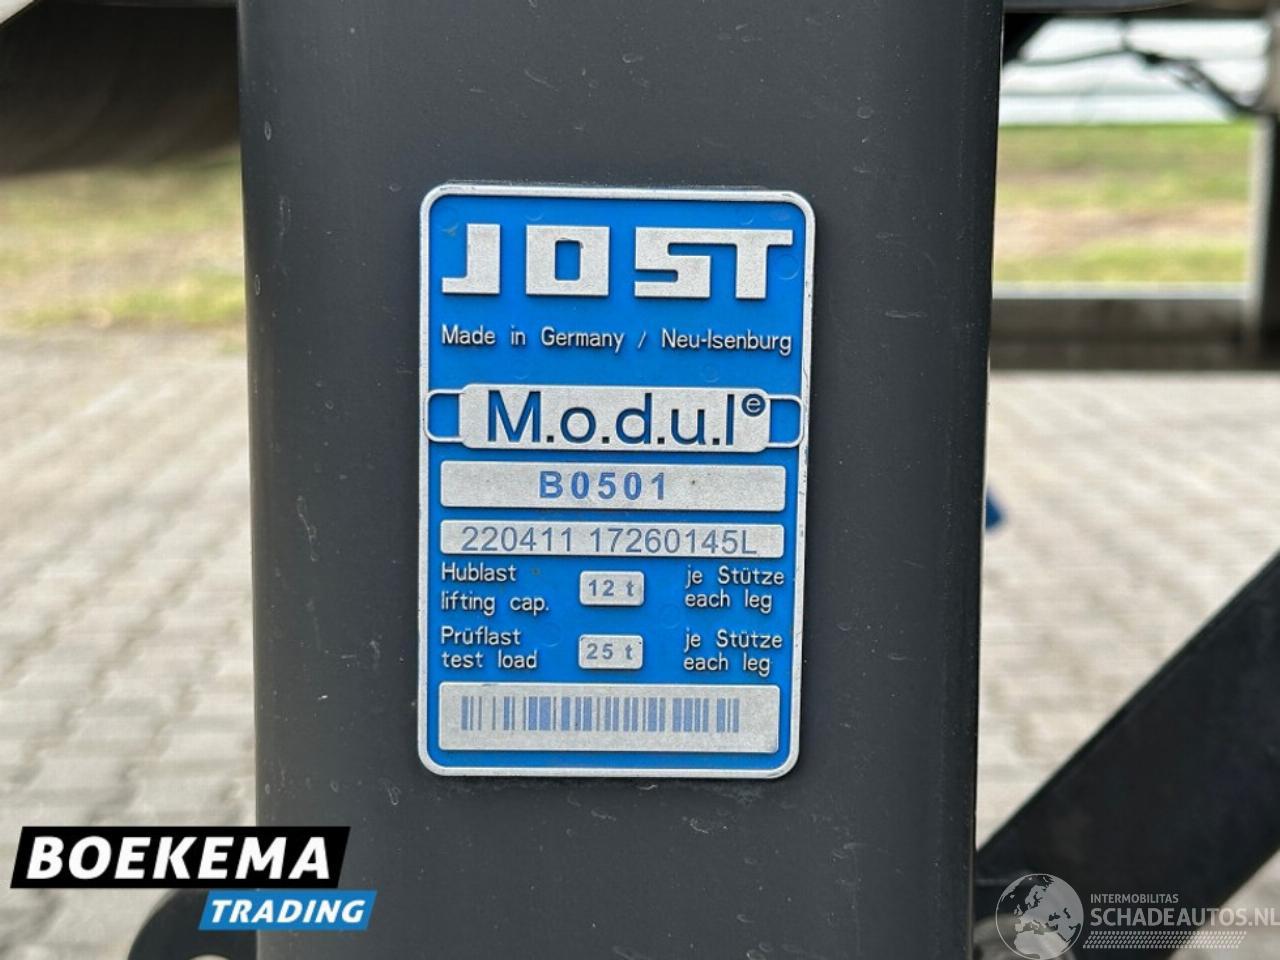 JOST
Made in Germany / Neu-Isenburg
M.o.d.u.l e
B0501
220411 17260145L
Hublast 12 t je Stütze
lifting cap. each leg
Prüflast 25 t je Stütze
test load each leg
BOEKEMA
TRADING
INTERMOBILITAS
SCHADEAUTOS.NL